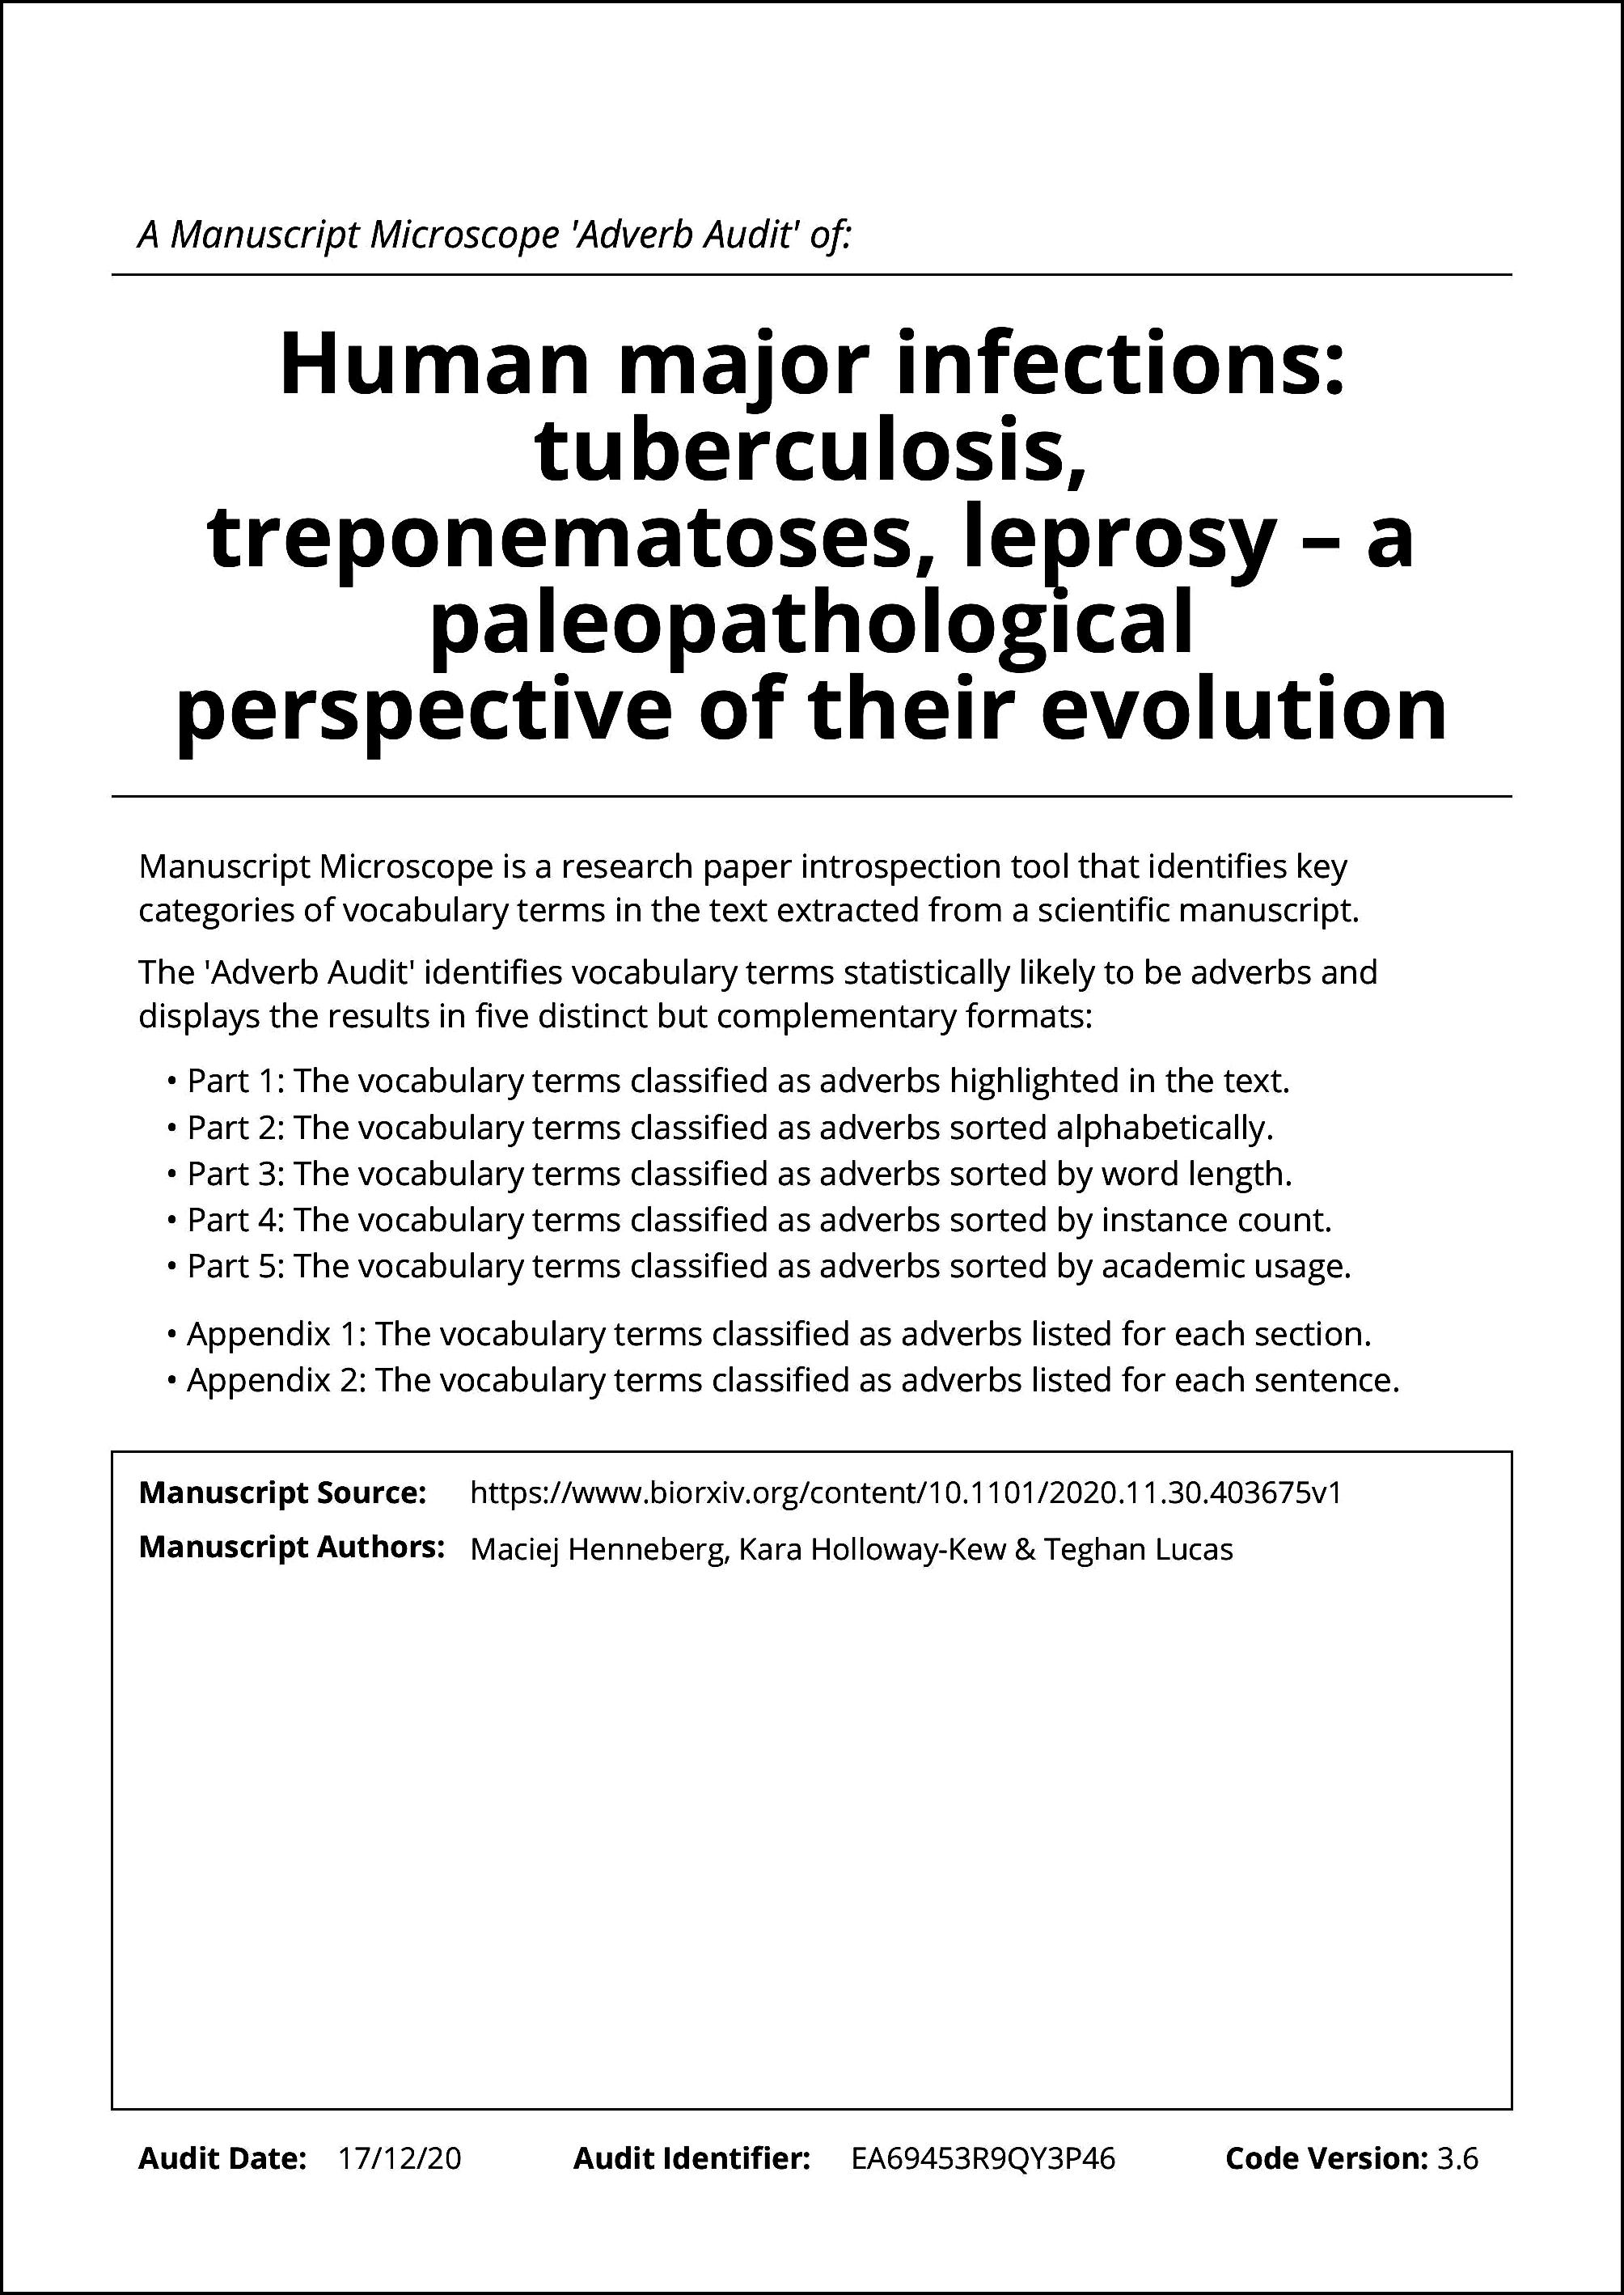 A Manuscript Microscope 'Adverb Audit' of:
Human major infections:
tuberculosis,
treponematoses, leprosy – a
paleopathological
perspective of their evolution
Manuscript Microscope is a research paper introspection tool that identifies key
categories of vocabulary terms in the text extracted from a scientific manuscript.
The 'Adverb Audit' identifies vocabulary terms statistically likely to be adverbs and
displays the results in five distinct but complementary formats:
• Part 1: The vocabulary terms classified as adverbs highlighted in the text.
• Part 2: The vocabulary terms classified as adverbs sorted alphabetically.
• Part 3: The vocabulary terms classified as adverbs sorted by word length.
• Part 4: The vocabulary terms classified as adverbs sorted by instance count.
• Part 5: The vocabulary terms classified as adverbs sorted by academic usage.
• Appendix 1: The vocabulary terms classified as adverbs listed for each section.
• Appendix 2: The vocabulary terms classified as adverbs listed for each sentence.
Manuscript Source: https://www.biorxiv.org/content/10.1101/2020.11.30.403675v1
Manuscript Authors: Maciej Henneberg, Kara Holloway-Kew & Teghan Lucas
Audit Date: 17/12/20 Audit Identifier: EA69453R9QY3P46 Code Version: 3.6